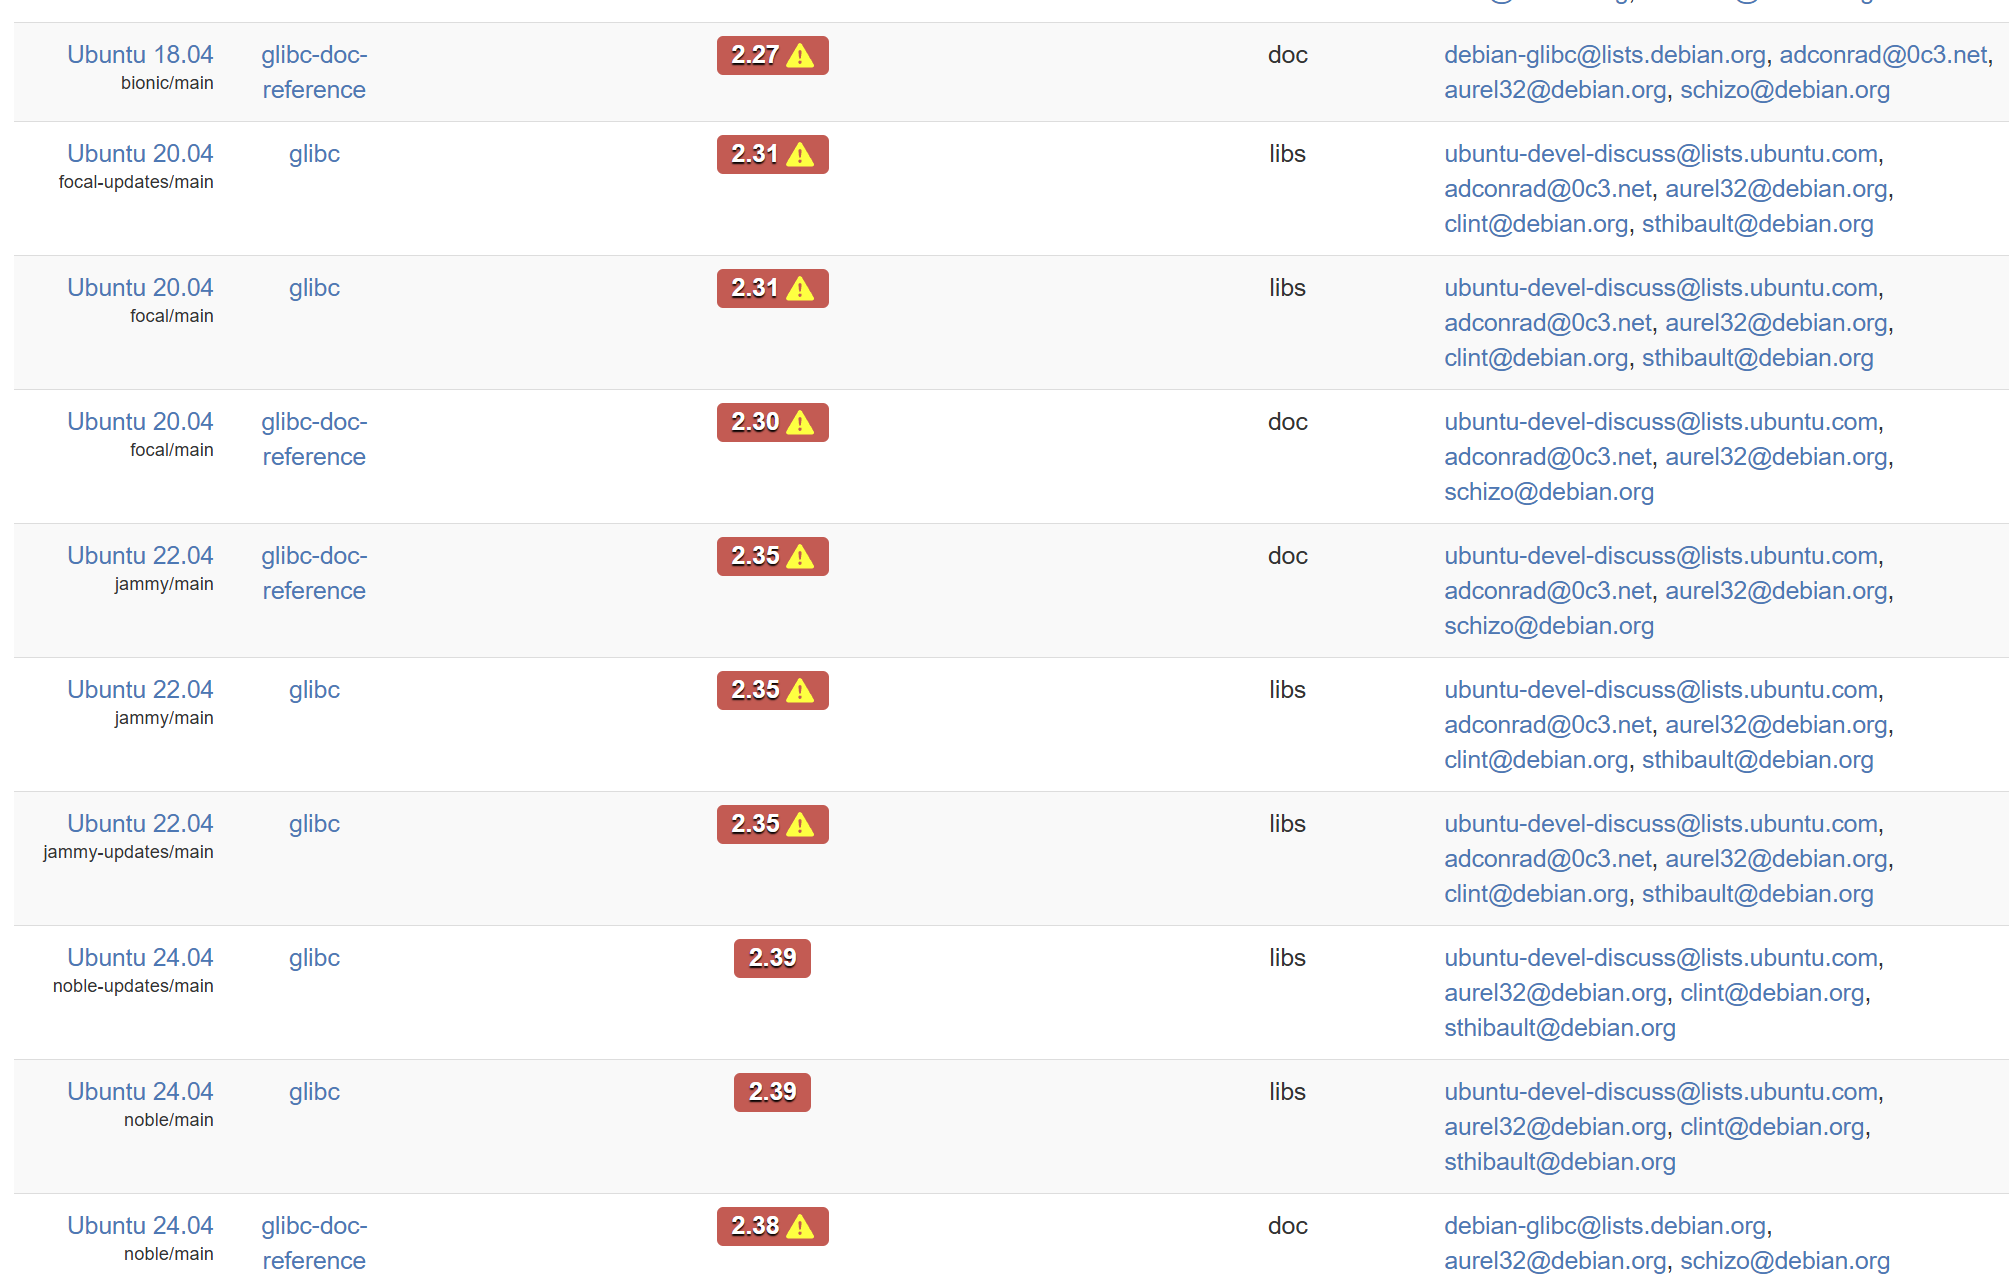 Ubuntu 18.04 glibc-doc- 2.27 doc debian-glibc@lists.debian.org, adconrad@0c3.net,
bionic/main reference aurel32@debian.org, schizo@debian.org
Ubuntu 20.04 glibc 2.31 libs ubuntu-devel-discuss@lists.ubuntu.com,
focal-updates/main adconrad@0c3.net, aurel32@debian.org,
clint@debian.org, sthibault@debian.org
Ubuntu 20.04 glibc 2.31 libs ubuntu-devel-discuss@lists.ubuntu.com,
focal/main adconrad@0c3.net, aurel32@debian.org,
clint@debian.org, sthibault@debian.org
Ubuntu 20.04 glibc-doc- 2.30 doc ubuntu-devel-discuss@lists.ubuntu.com,
focal/main reference adconrad@0c3.net, aurel32@debian.org,
schizo@debian.org
Ubuntu 22.04 glibc-doc- 2.35 doc ubuntu-devel-discuss@lists.ubuntu.com,
jammy/main reference adconrad@0c3.net, aurel32@debian.org,
schizo@debian.org
Ubuntu 22.04 glibc 2.35 libs ubuntu-devel-discuss@lists.ubuntu.com,
jammy/main adconrad@0c3.net, aurel32@debian.org,
clint@debian.org, sthibault@debian.org
Ubuntu 22.04 glibc 2.35 libs ubuntu-devel-discuss@lists.ubuntu.com,
jammy-updates/main adconrad@0c3.net, aurel32@debian.org,
clint@debian.org, sthibault@debian.org
Ubuntu 24.04 glibc 2.39 libs ubuntu-devel-discuss@lists.ubuntu.com,
noble-updates/main aurel32@debian.org, clint@debian.org,
sthibault@debian.org
Ubuntu 24.04 glibc 2.39 libs ubuntu-devel-discuss@lists.ubuntu.com,
noble/main aurel32@debian.org, clint@debian.org,
sthibault@debian.org
Ubuntu 24.04 glibc-doc- 2.38 doc debian-glibc@lists.debian.org,
noble/main reference aurel32@debian.org, schizo@debian.org